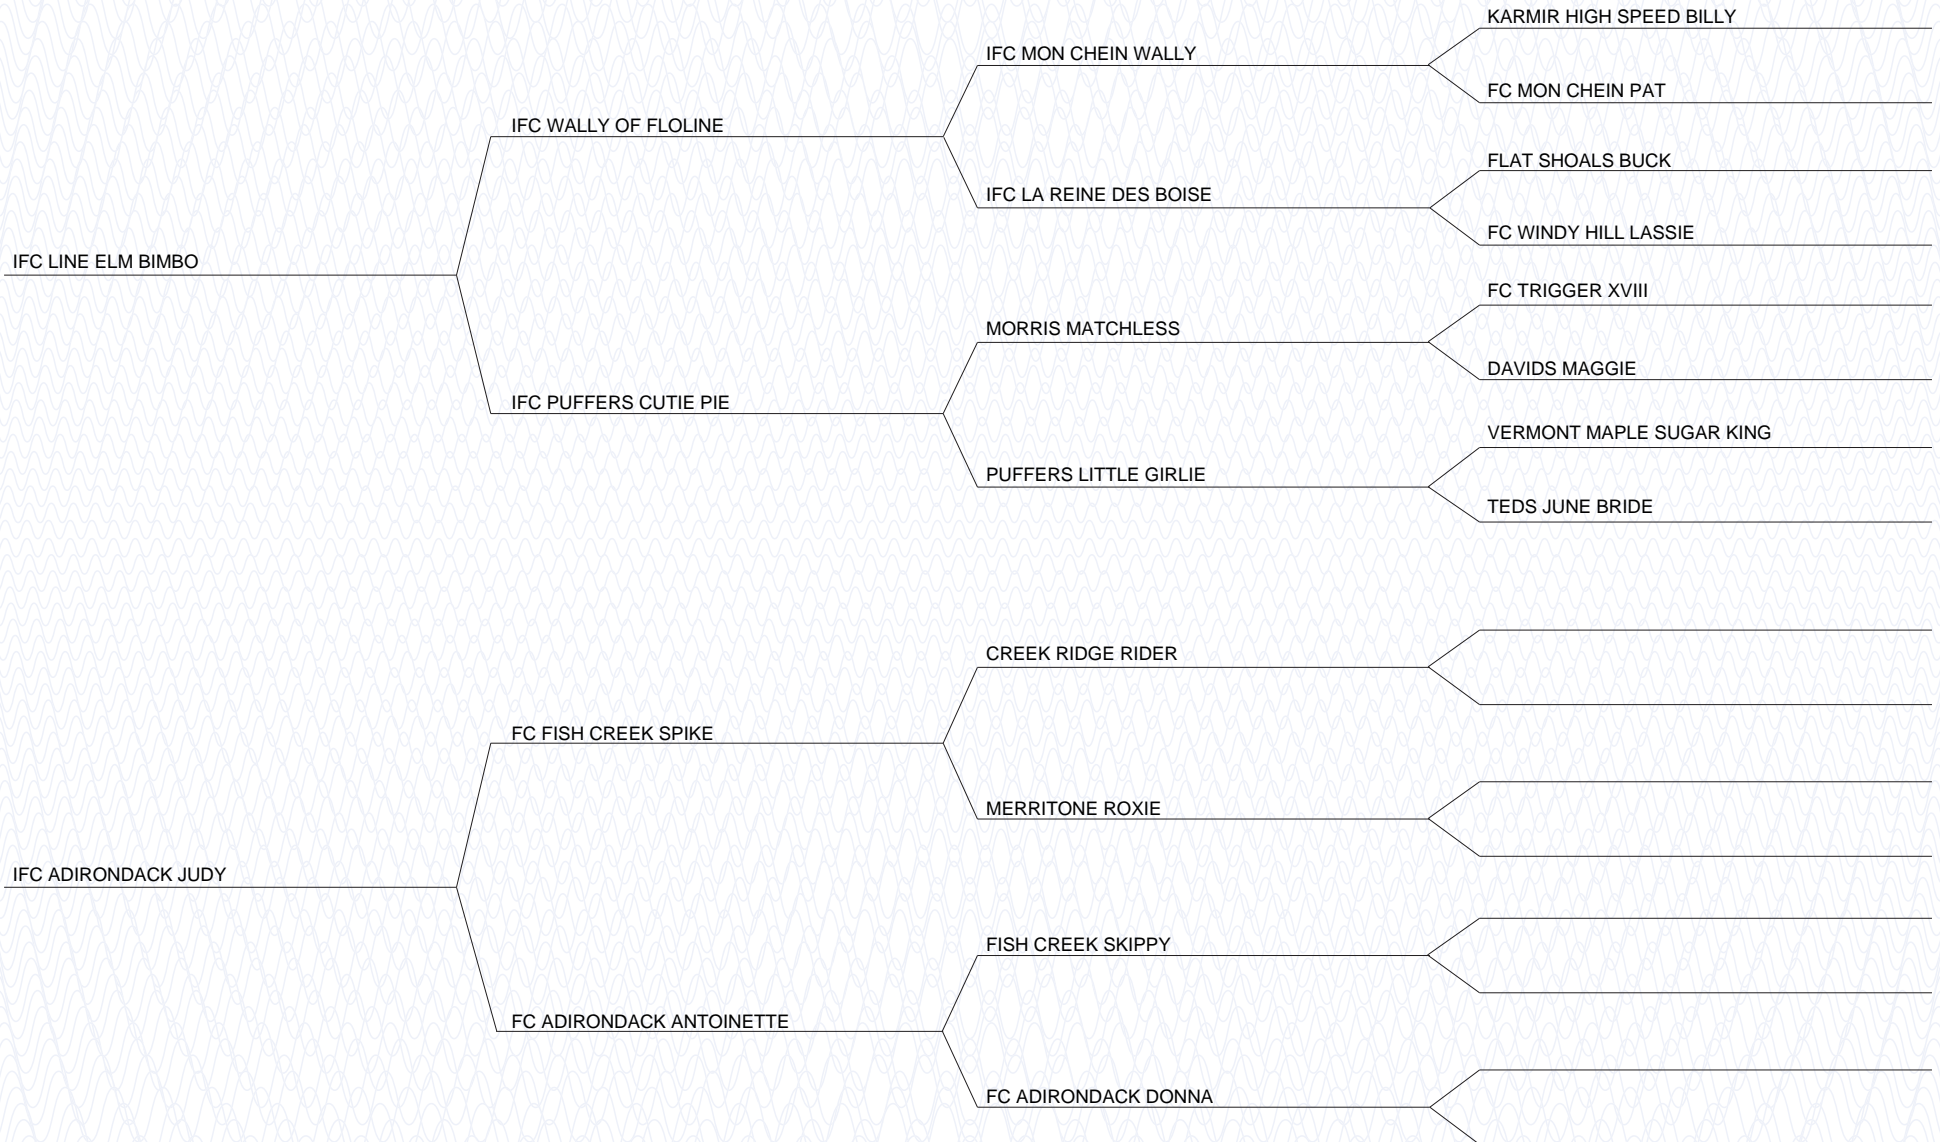 KARMIR HIGH SPEED BILLY
IFC MON CHEIN WALLY
FC MON CHEIN PAT
IFC WALLY OF FLOLINE
FLAT SHOALS BUCK
IFC LA REINE DES BOISE
FC WINDY HILL LASSIE
IFC LINE ELM BIMBO
FC TRIGGER XVIII
MORRIS MATCHLESS
DAVIDS MAGGIE
IFC PUFFERS CUTIE PIE
VERMONT MAPLE SUGAR KING
PUFFERS LITTLE GIRLIE
TEDS JUNE BRIDE
CREEK RIDGE RIDER
FC FISH CREEK SPIKE
MERRITONE ROXIE
IFC ADIRONDACK JUDY
FISH CREEK SKIPPY
FC ADIRONDACK ANTOINETTE
FC ADIRONDACK DONNA